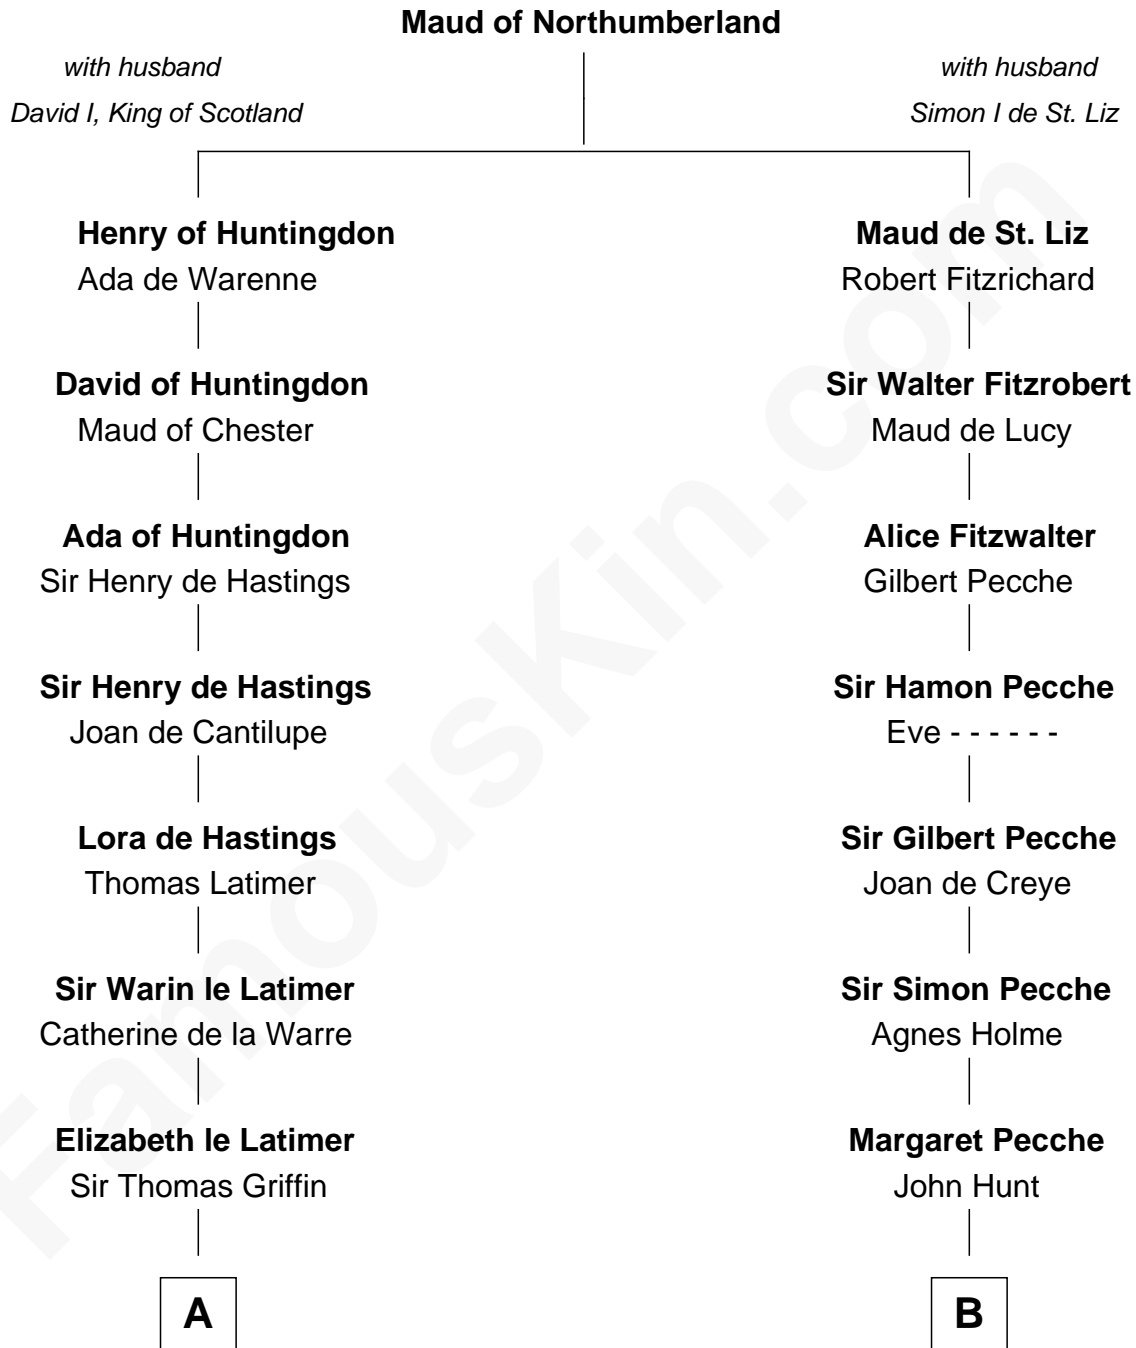 Maud of Northumberland
with husband
David I, King of Scotland
with husband
Simon I de St. Liz
Henry of Huntingdon
Ada de Warenne
Maud de St. Liz
Robert Fitzrichard
David of Huntingdon
Maud of Chester
Sir Walter Fitzrobert
Maud de Lucy
Ada of Huntingdon
Sir Henry de Hastings
Alice Fitzwalter
Gilbert Pecche
Sir Henry de Hastings
Joan de Cantilupe
Sir Hamon Pecche
Eve - - - - - -
Lora de Hastings
Thomas Latimer
Sir Gilbert Pecche
Joan de Creye
Sir Warin le Latimer
Catherine de la Warre
Sir Simon Pecche
Agnes Holme
Elizabeth le Latimer
Sir Thomas Griffin
Margaret Pecche
John Hunt
A
B
FamousKin.com